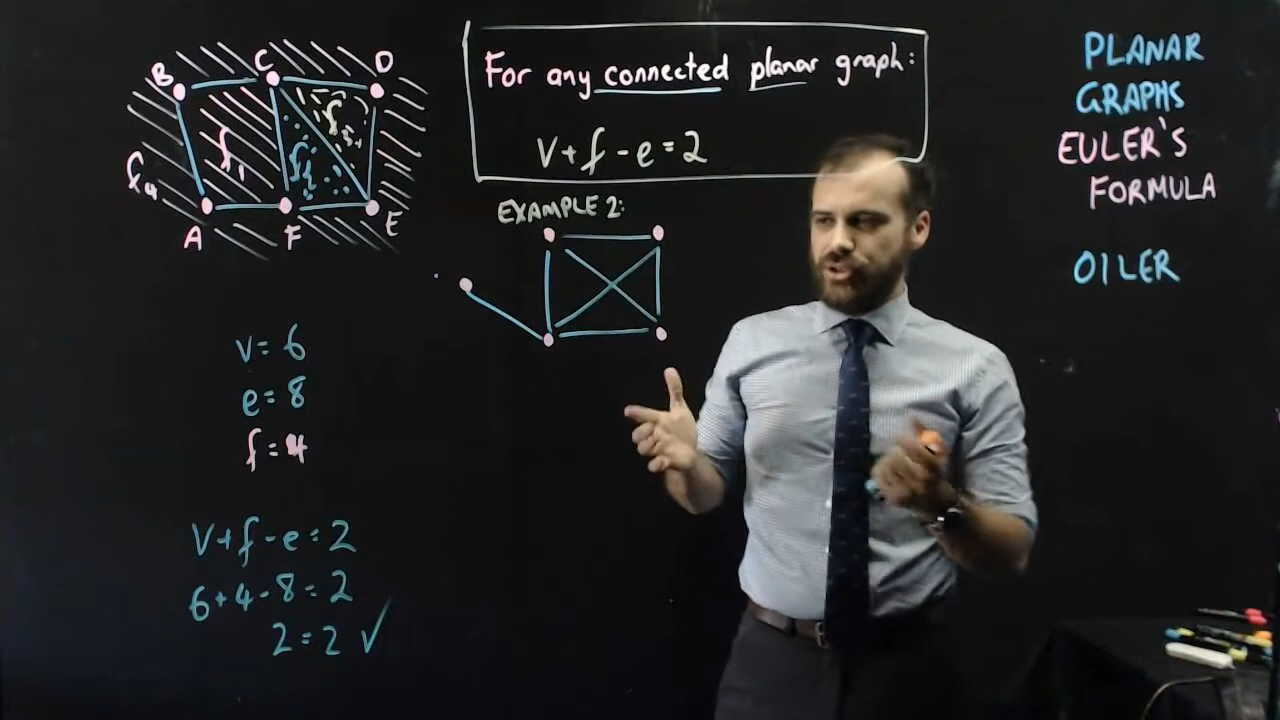 B C D
f₁ f₂ f₃
f₄
A F E
v= 6
e= 8
f= 4
v+f-e=2
6+4-8=2
2=2 ✓
For any connected planar graph:
v+f-e=2
EXAMPLE 2:
PLANAR
GRAPHS
EULER'S
FORMULA
OILER